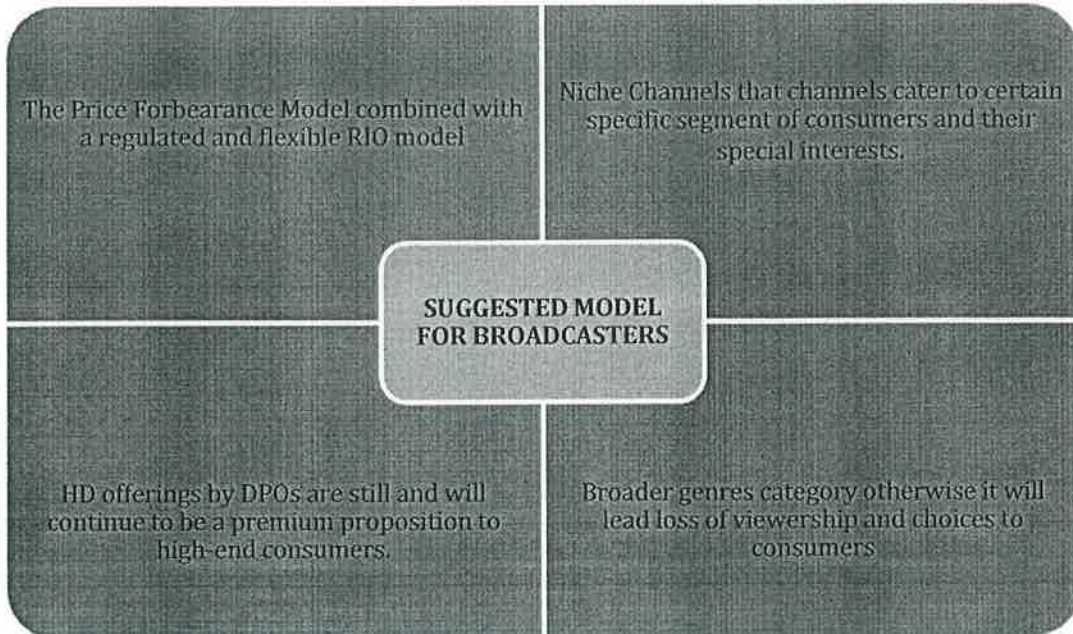 The Price Forbearance Model combined with
a regulated and flexible RIO model
Niche Channels that channels cater to certain
specific segment of consumers and their
special interests.
SUGGESTED MODEL
FOR BROADCASTERS
HD offerings by DPOs are still and will
continue to be a premium proposition to
high-end consumers.
Broader genres category otherwise it will
lead loss of viewership and choices to
consumers